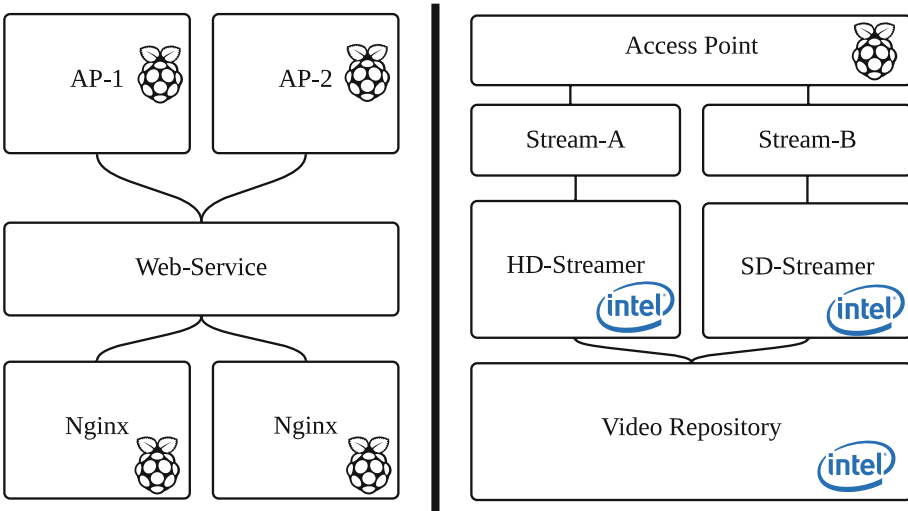 AP-1
AP-2
Web-Service
Nginx
Nginx
Access Point
Stream-A
Stream-B
HD-Streamer
intel
SD-Streamer
intel
Video Repository
intel